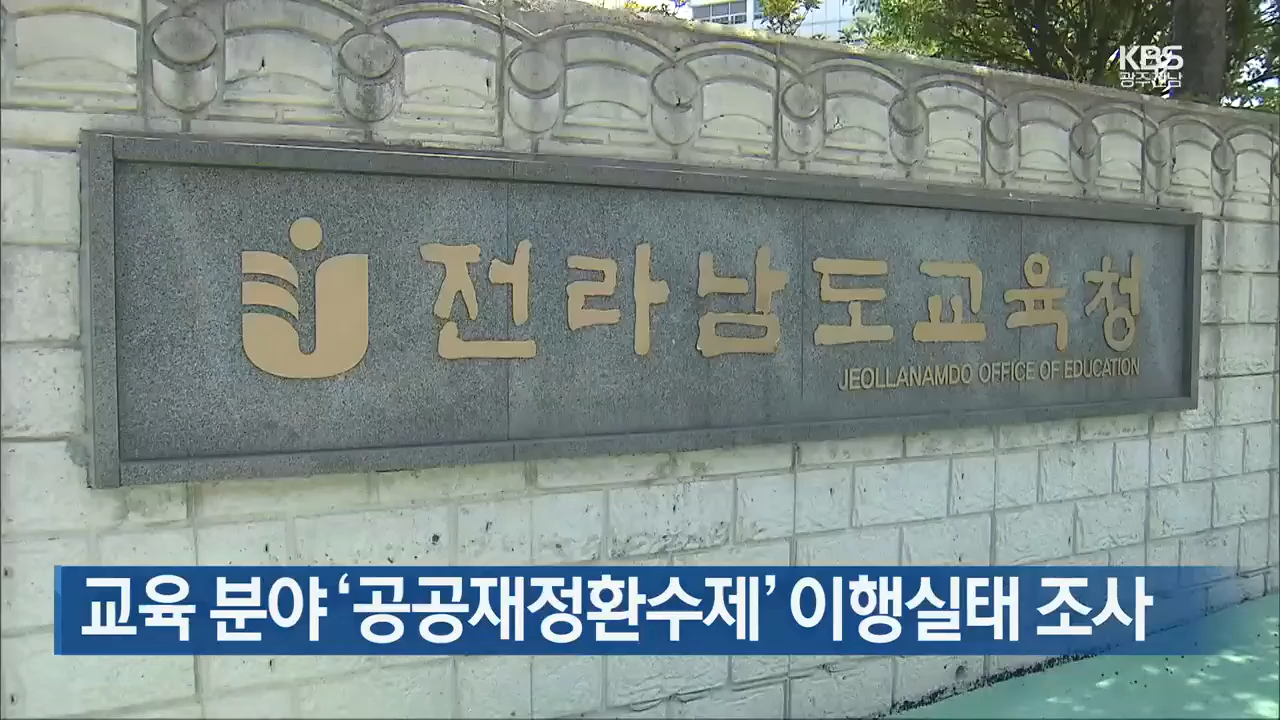 KBS
광주전남
전라남도교육청
JEOLLANAMDO OFFICE OF EDUCATION
교육 분야 ‘공공재정환수제’ 이행실태 조사